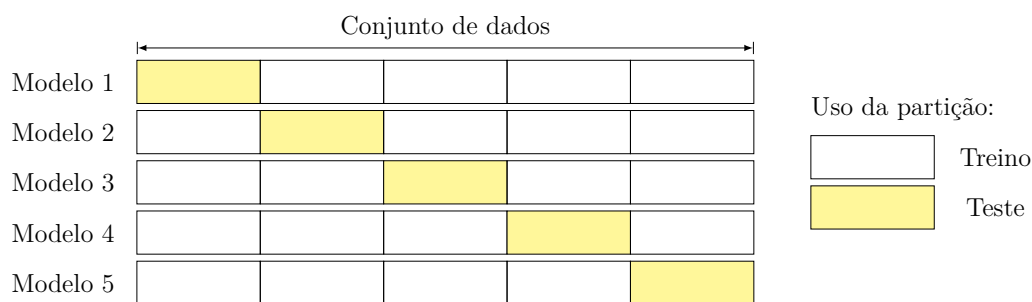 Conjunto de dados
Modelo 1
Modelo 2
Modelo 3
Modelo 4
Modelo 5
Uso da partição:
Treino
Teste